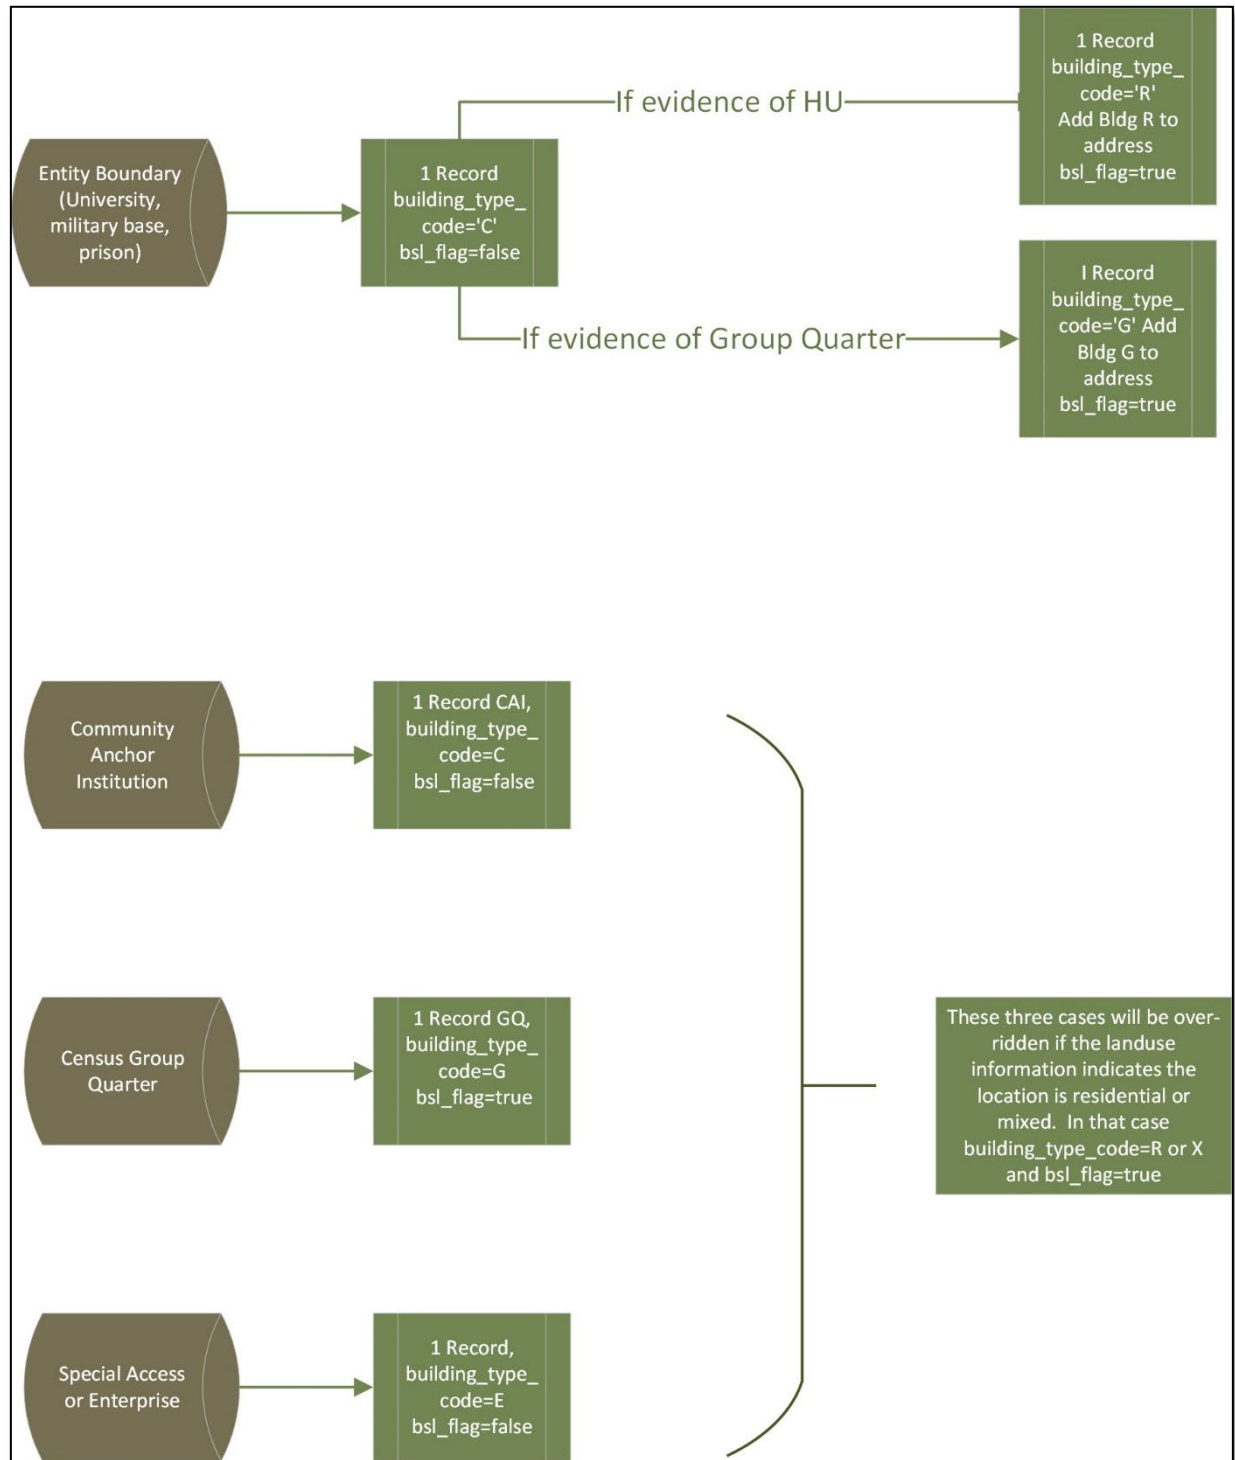 Entity Boundary
(University,
military base,
prison)
1 Record
building_type_
code='C'
bsl_flag=false
If evidence of HU
1 Record
building_type_
code='R'
Add Bldg R to
address
bsl_flag=true
If evidence of Group Quarter
I Record
building_type_
code='G' Add
Bldg G to
address
bsl_flag=true
Community
Anchor
Institution
1 Record CAI,
building_type_
code=C
bsl_flag=false
Census Group
Quarter
1 Record GQ,
building_type_
code=G
bsl_flag=true
Special Access
or Enterprise
1 Record,
building_type_
code=E
bsl_flag=false
These three cases will be over-
ridden if the landuse
information indicates the
location is residential or
mixed.  In that case
building_type_code=R or X
and bsl_flag=true